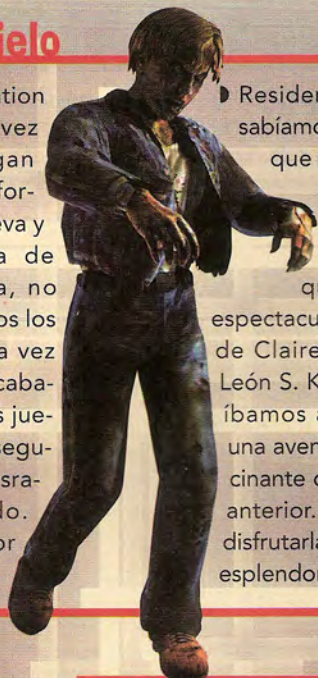 ielo
tion
vez
gan
for-
eva y
a de
a, no
os los
a vez
caba-
s jue-
segu-
sra-
do.
or
Residen
sabíamo
que
qu
espectacu
de Claire
León S. K
íbamos a
una aven
cinante c
anterior.
disfrutarla
esplendor